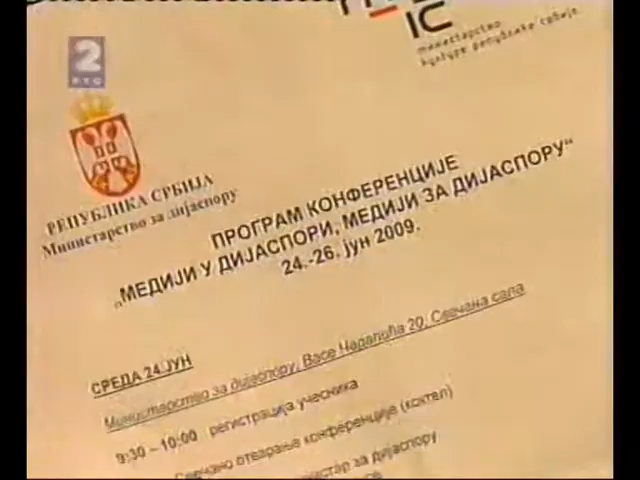 2
РТС
ИС
министарство
културе републике србије
РЕПУБЛИКА СРБИЈА
Министарство за дијаспору
ПРОГРАМ КОНФЕРЕНЦИЈЕ
„МЕДИЈИ У ДИЈАСПОРИ, МЕДИЈИ ЗА ДИЈАСПОРУ“
24.-26. јун 2009.
СРЕДА 24.ЈУН
Министарство за дијаспору, Васе Чарапића 20, Свечана сала
9:30 – 10:00 регистрација учесника
Свечано отварање конференције (коктел)
за дијаспору